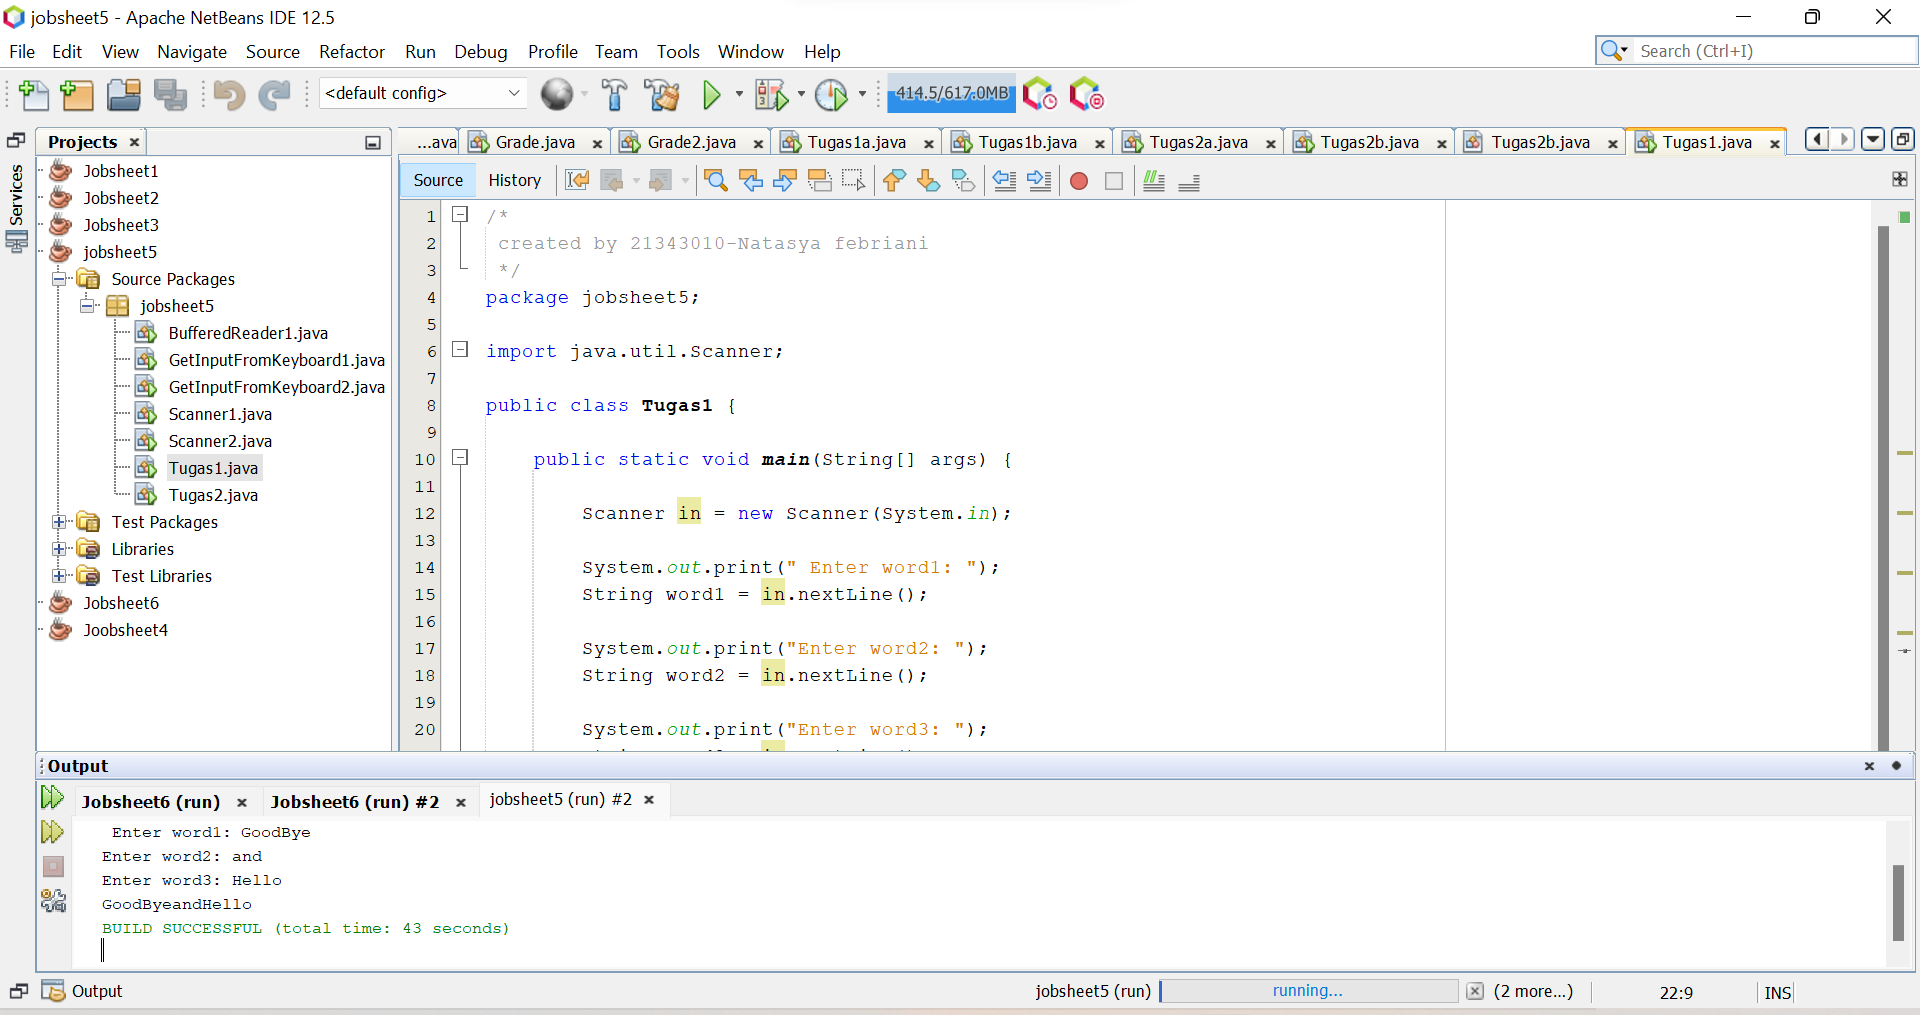 jobsheet5 - Apache NetBeans IDE 12.5
File Edit View Navigate Source Refactor Run Debug Profile Team Tools Window Help
Search (Ctrl+I)
<default config>
414.5/617.0MB
Services
Projects
Jobsheet1
Jobsheet2
Jobsheet3
jobsheet5
Source Packages
jobsheet5
BufferedReader1.java
GetInputFromKeyboard1.java
GetInputFromKeyboard2.java
Scanner1.java
Scanner2.java
Tugas1.java
Tugas2.java
Test Packages
Libraries
Test Libraries
Jobsheet6
Joobsheet4
...ava Grade.java Grade2.java Tugas1a.java Tugas1b.java Tugas2a.java Tugas2b.java Tugas2b.java Tugas1.java
Source History
1 /*
2 created by 21343010-Natasya febriani
3 */
4 package jobsheet5;
5
6 import java.util.Scanner;
7
8 public class Tugas1 {
9
10 public static void main(String[] args) {
11
12 Scanner in = new Scanner(System.in);
13
14 System.out.print(" Enter word1: ");
15 String word1 = in.nextLine();
16
17 System.out.print("Enter word2: ");
18 String word2 = in.nextLine();
19
20 System.out.print("Enter word3: ");
Output
Jobsheet6 (run) Jobsheet6 (run) #2 jobsheet5 (run) #2
Enter word1: GoodBye
Enter word2: and
Enter word3: Hello
GoodByeandHello
BUILD SUCCESSFUL (total time: 43 seconds)
Output
jobsheet5 (run) running... (2 more...) 22:9 INS